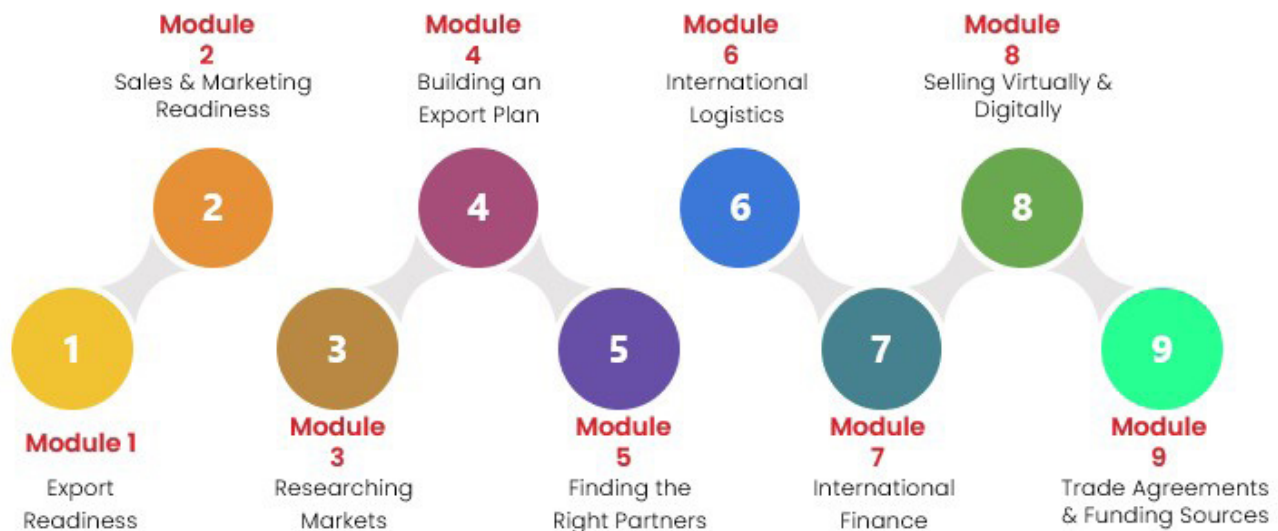 Module
2
Sales & Marketing
Readiness
Module
4
Building an
Export Plan
Module
6
International
Logistics
Module
8
Selling Virtually &
Digitally
2
4
6
8
1
3
5
7
9
Module 1
Export
Readiness
Module
3
Researching
Markets
Module
5
Finding the
Right Partners
Module
7
International
Finance
Module
9
Trade Agreements
& Funding Sources